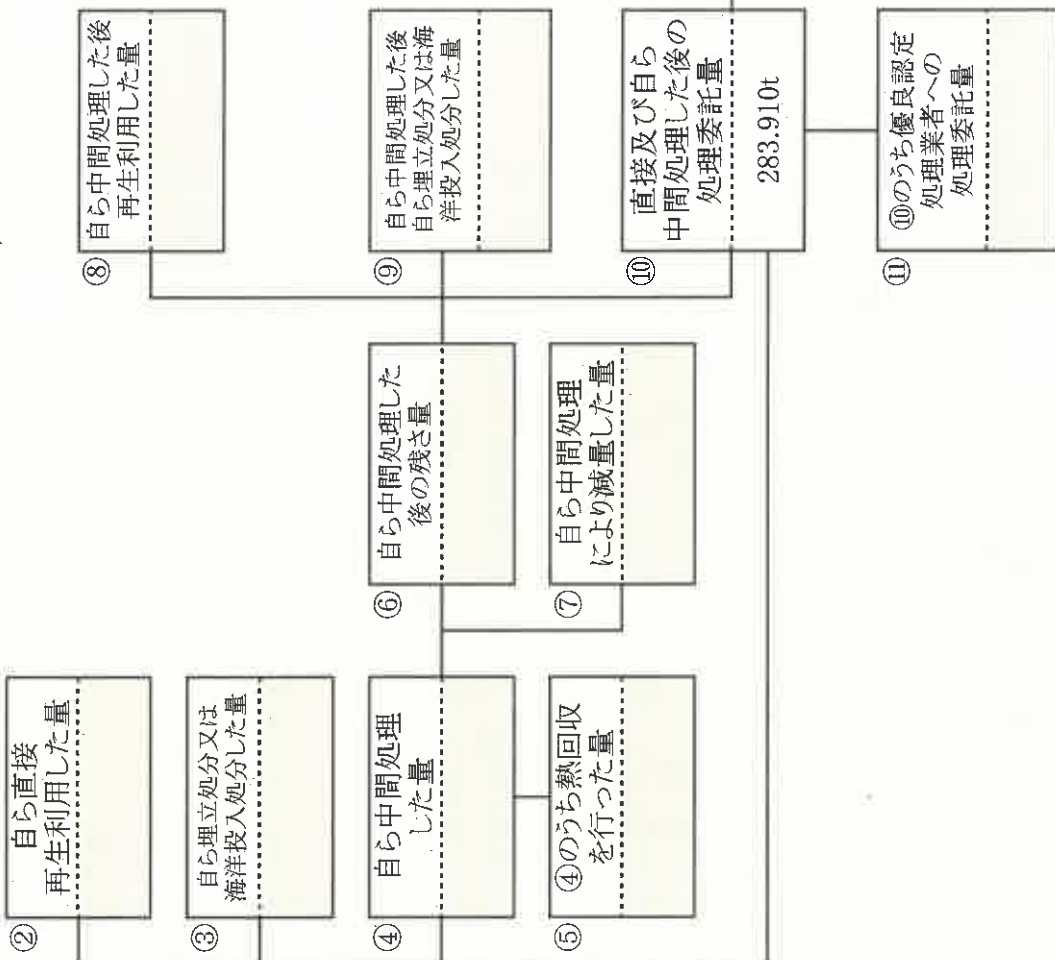 ②
自ら直接
再生利用した量
③
自ら埋立処分又は
海洋投入処分した量
④
自ら中間処理
した量
⑤
④のうち熱回収
を行った量
⑥
自ら中間処理した
後の残さ量
⑦
自ら中間処理
により減量した量
⑧
自ら中間処理した後
再生利用した量
⑨
自ら中間処理した後
自ら埋立処分又は海
洋投入処分した量
⑩
直接及び自ら
中間処理した後の
処理委託量
283.910t
⑪
⑩のうち優良認定
処理業者への
処理委託量